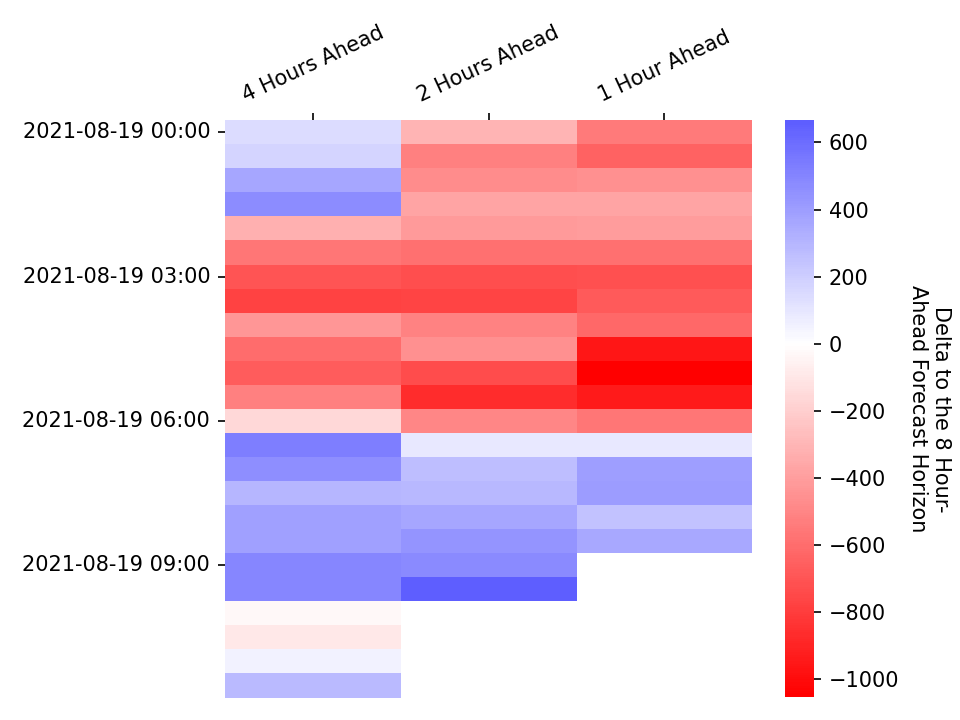 4 Hours Ahead
2 Hours Ahead
1 Hour Ahead
2021-08-19 00:00
2021-08-19 03:00
2021-08-19 06:00
2021-08-19 09:00
600
400
200
0
−200
−400
−600
−800
−1000
Delta to the 8 Hour-
Ahead Forecast Horizon